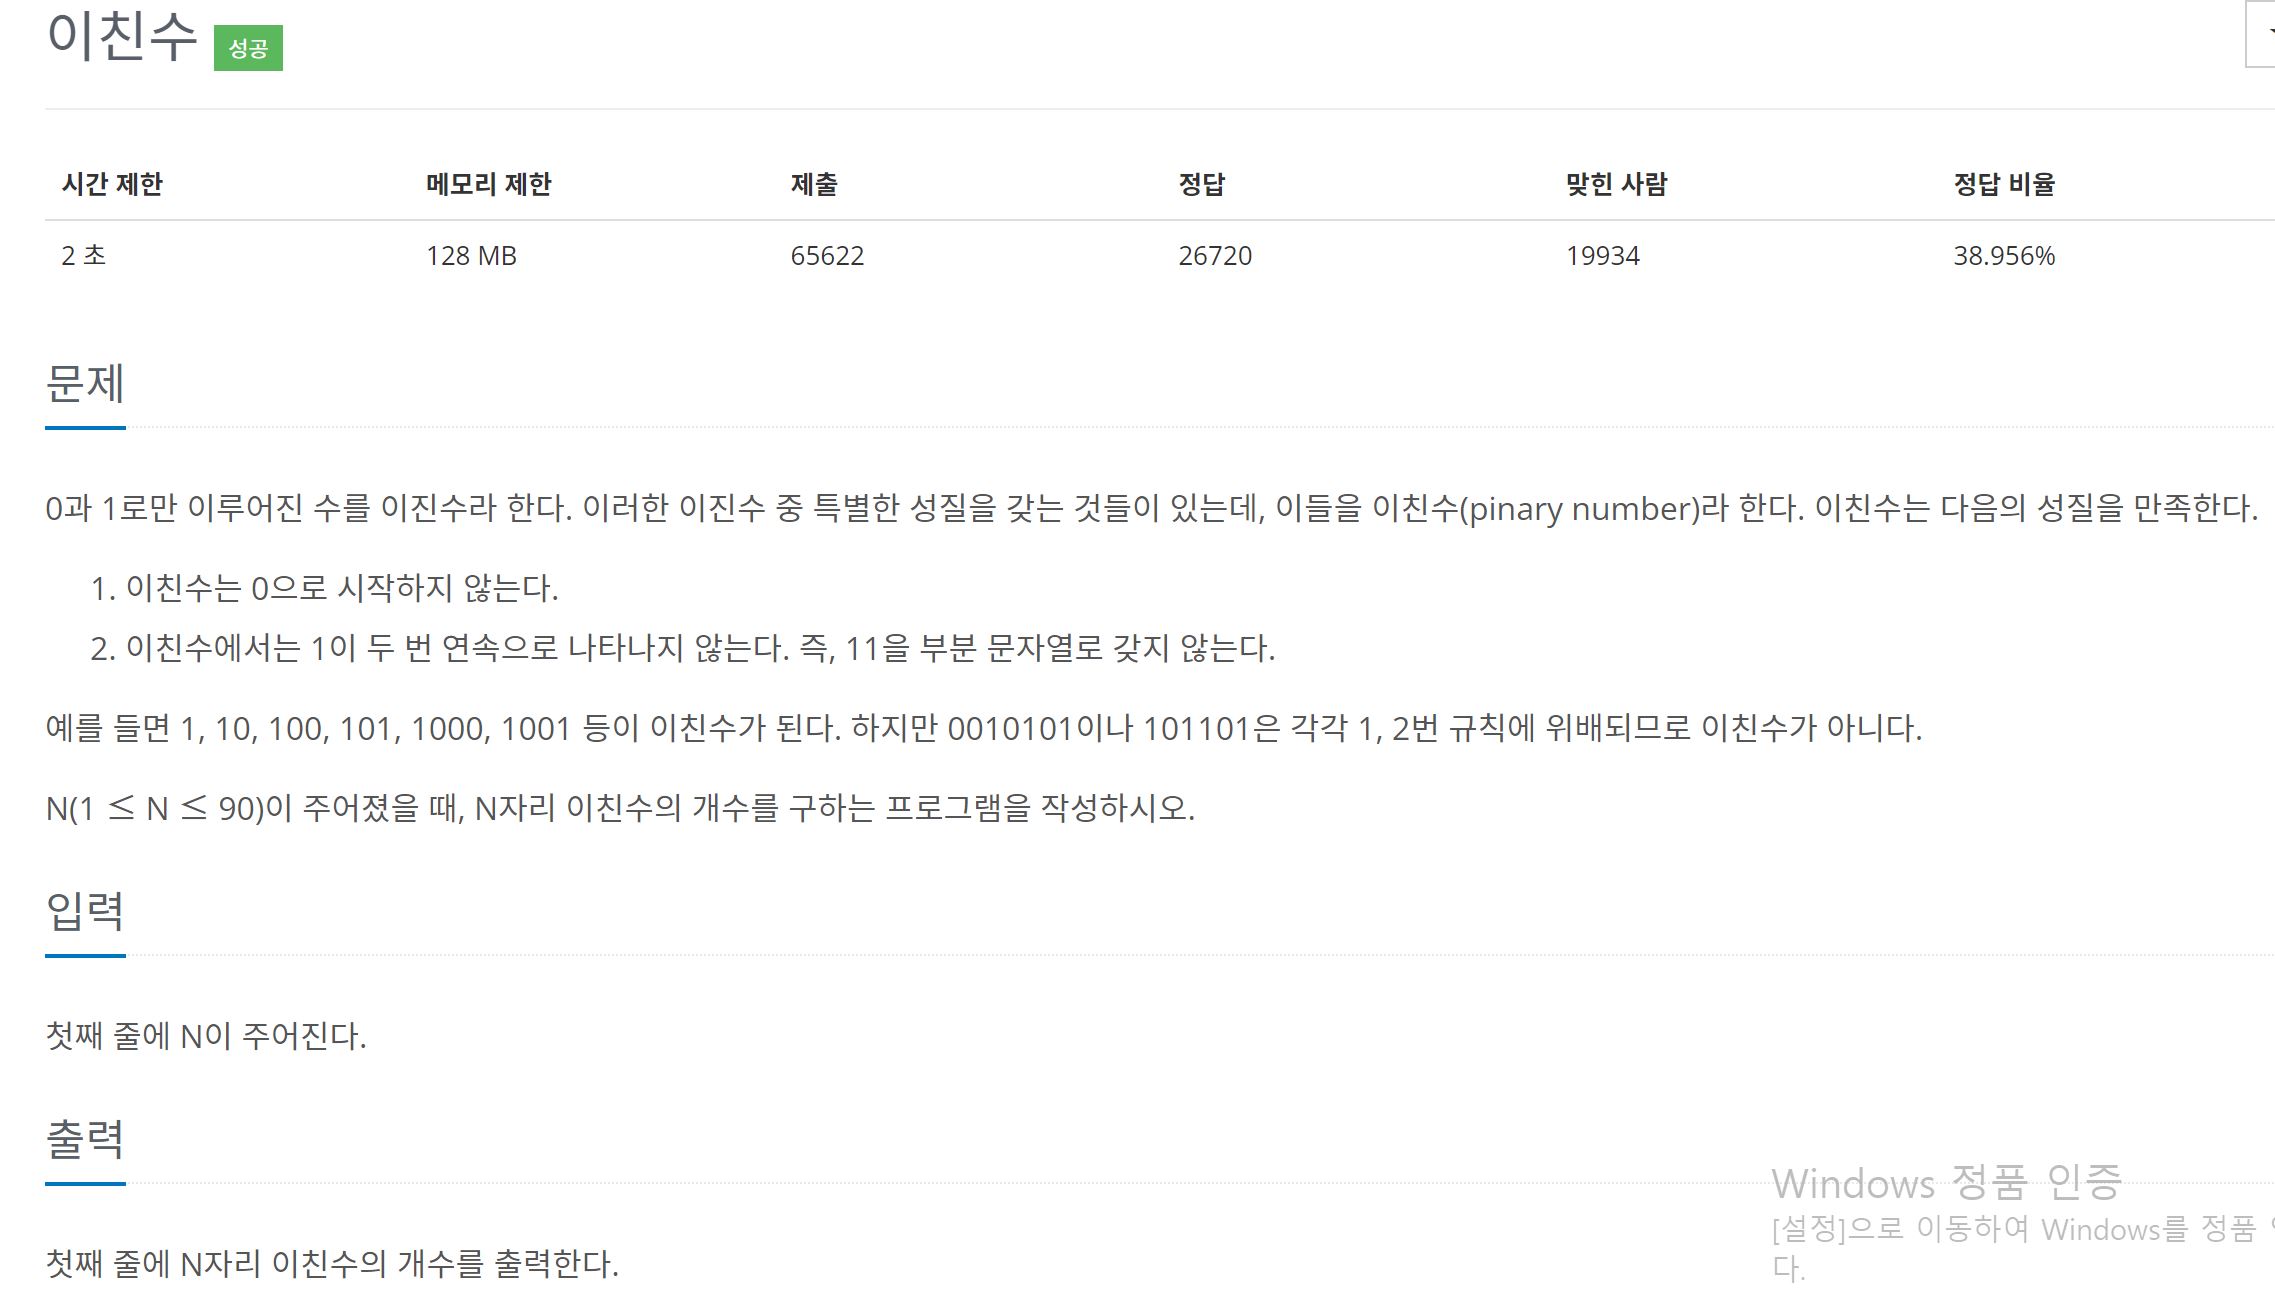 이친수 성공
시간 제한 메모리 제한 제출 정답 맞힌 사람 정답 비율
2 초 128 MB 65622 26720 19934 38.956%
문제
0과 1로만 이루어진 수를 이진수라 한다. 이러한 이진수 중 특별한 성질을 갖는 것들이 있는데, 이들을 이친수(pinary number)라 한다. 이친수는 다음의 성질을 만족한다.
1. 이친수는 0으로 시작하지 않는다.
2. 이친수에서는 1이 두 번 연속으로 나타나지 않는다. 즉, 11을 부분 문자열로 갖지 않는다.
예를 들면 1, 10, 100, 101, 1000, 1001 등이 이친수가 된다. 하지만 0010101이나 101101은 각각 1, 2번 규칙에 위배되므로 이친수가 아니다.
N(1 ≤ N ≤ 90)이 주어졌을 때, N자리 이친수의 개수를 구하는 프로그램을 작성하시오.
입력
첫째 줄에 N이 주어진다.
출력
첫째 줄에 N자리 이친수의 개수를 출력한다.
Windows 정품 인증
[설정]으로 이동하여 Windows를 정품
다.